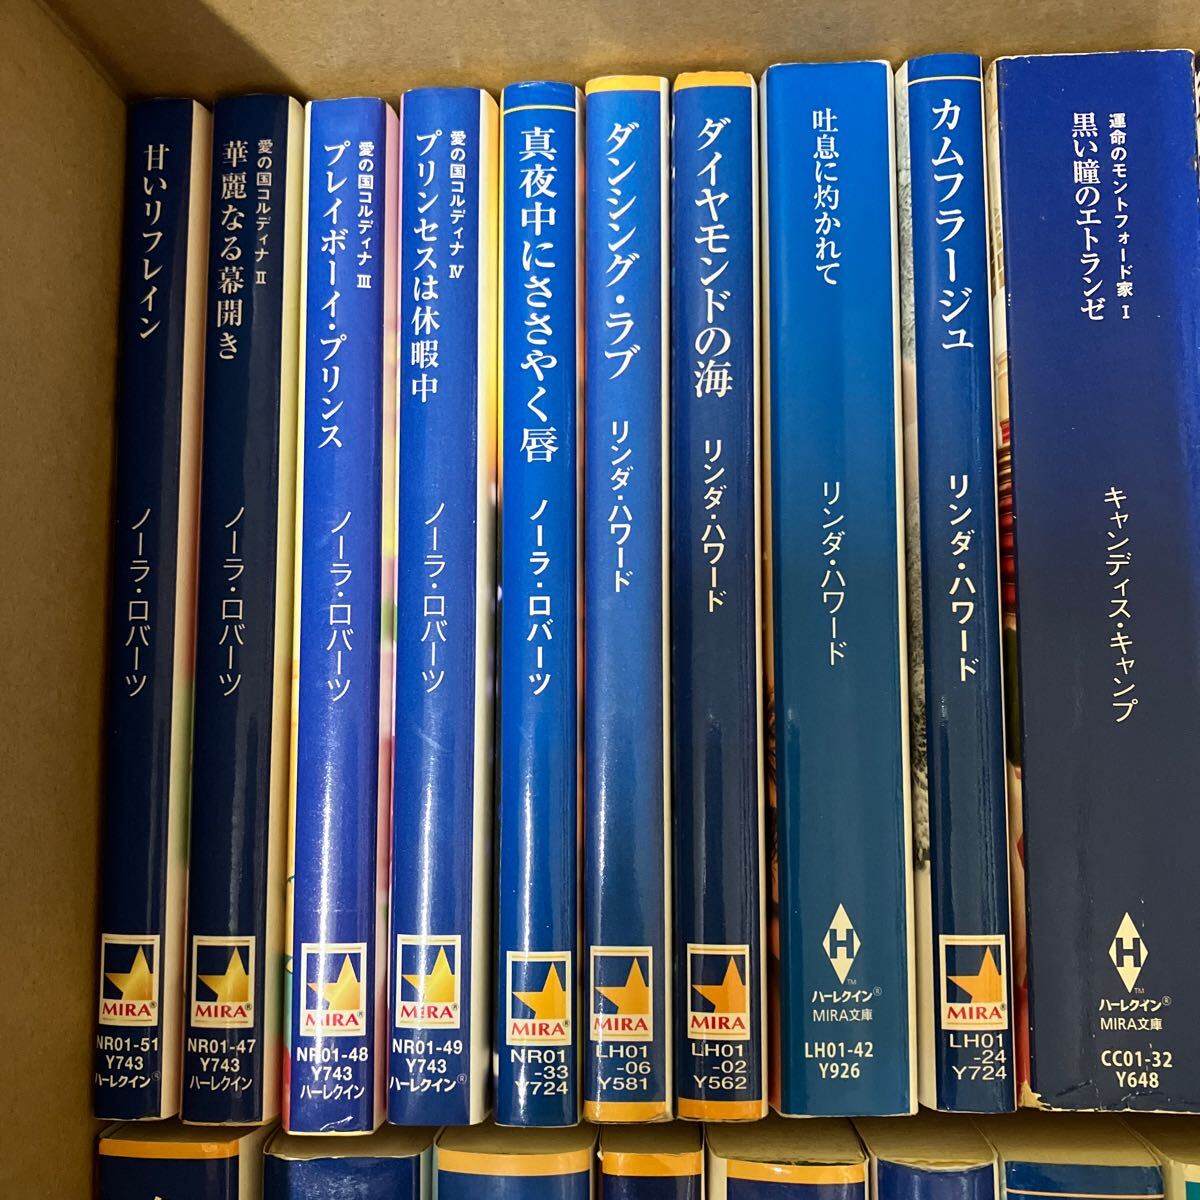 甘いリフレイン
ノーラ・ロバーツ
MIRA®
NR01-51
Y743
ハーレクイン®
愛の国コルディナ II
華麗なる幕開き
ノーラ・ロバーツ
MIRA®
NR01-47
Y743
ハーレクイン®
愛の国コルディナ III
プレイボーイ・プリンス
ノーラ・ロバーツ
MIRA®
NR01-48
Y743
ハーレクイン
愛の国コルディナ IV
プリンセスは休暇中
ノーラ・ロバーツ
MIRA®
NR01-49
Y743
ハーレクイン®
真夜中にささやく唇
ノーラ・ロバーツ
MIRA®
NR01
-33
Y724
ダンシング・ラブ
リンダ・ハワード
MIRA®
LH01
-06
Y581
ダイヤモンドの海
リンダ・ハワード
MIRA®
LH01
-02
Y562
吐息に灼かれて
リンダ・ハワード
H
TM
ハーレクイン®
MIRA文庫
LH01-42
Y926
カムフラージュ
リンダ・ハワード
MIRA®
LH01
-24
Y724
運命のモントフォード家 I
黒い瞳のエトランゼ
キャンディス・キャンプ
H
TM
ハーレクイン®
MIRA文庫
CC01-32
Y648